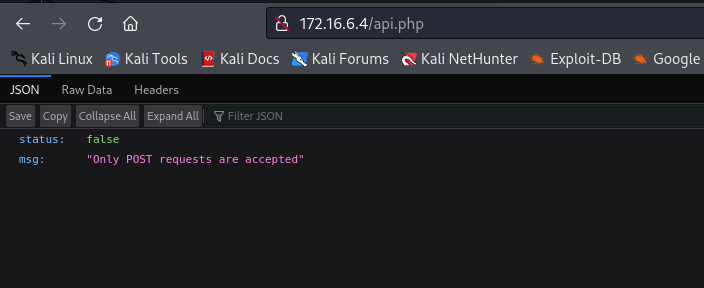 172.16.6.4/api.php
Kali Linux Kali Tools Kali Docs Kali Forums Kali NetHunter Exploit-DB Google
JSON Raw Data Headers
Save Copy Collapse All Expand All Filter JSON
status: false
msg: "Only POST requests are accepted"